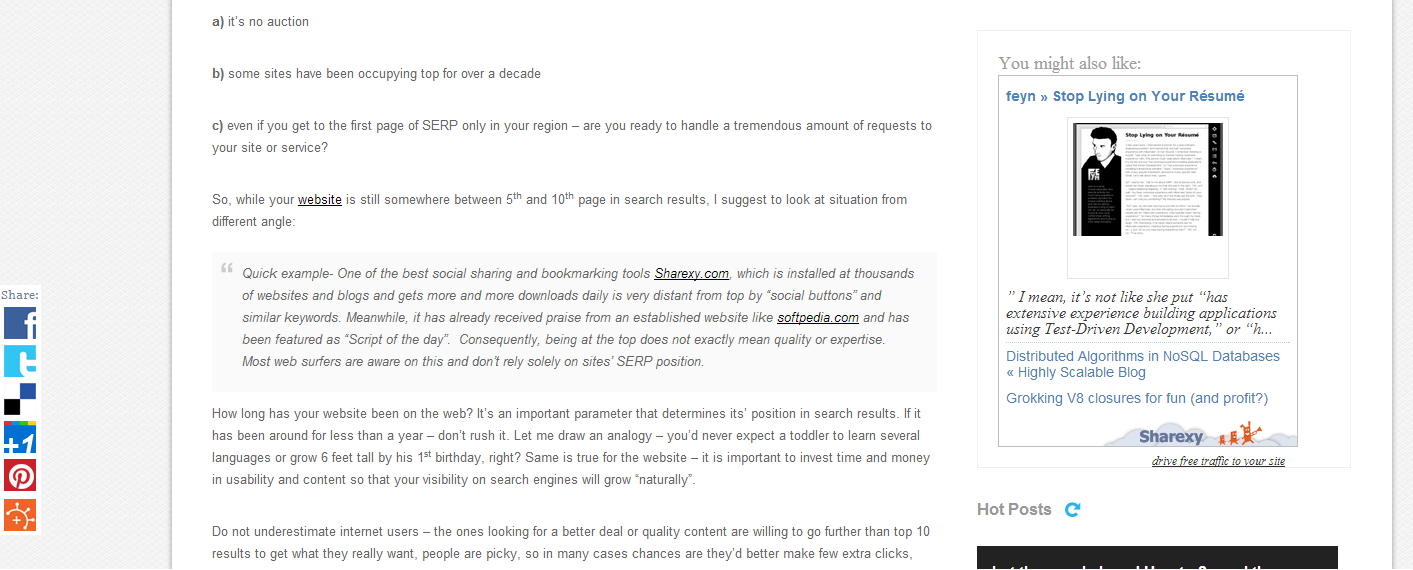 a) it's no auction
b) some sites have been occupying top for over a decade
c) even if you get to the first page of SERP only in your region – are you ready to handle a tremendous amount of requests to
your site or service?
So, while your website is still somewhere between 5th and 10th page in search results, I suggest to look at situation from
different angle:
“ Quick example- One of the best social sharing and bookmarking tools Sharexy.com, which is installed at thousands
of websites and blogs and gets more and more downloads daily is very distant from top by “social buttons” and
similar keywords. Meanwhile, it has already received praise from an established website like softpedia.com and has
been featured as “Script of the day”.  Consequently, being at the top does not exactly mean quality or expertise.
Most web surfers are aware on this and don't rely solely on sites' SERP position.
How long has your website been on the web? It's an important parameter that determines its' position in search results. If it
has been around for less than a year – don't rush it. Let me draw an analogy – you'd never expect a toddler to learn several
languages or grow 6 feet tall by his 1st birthday, right? Same is true for the website – it is important to invest time and money
in usability and content so that your visibility on search engines will grow “naturally”.
Do not underestimate internet users – the ones looking for a better deal or quality content are willing to go further than top 10
results to get what they really want, people are picky, so in many cases chances are they'd better make few extra clicks,
Share:
f
t
+1
You might also like:
feyn » Stop Lying on Your Résumé
Stop Lying on Your Résumé
” I mean, it's not like she put “has
extensive experience building applications
using Test-Driven Development,” or “h...
Distributed Algorithms in NoSQL Databases
« Highly Scalable Blog
Grokking V8 closures for fun (and profit?)
Sharexy
drive free traffic to your site
Hot Posts